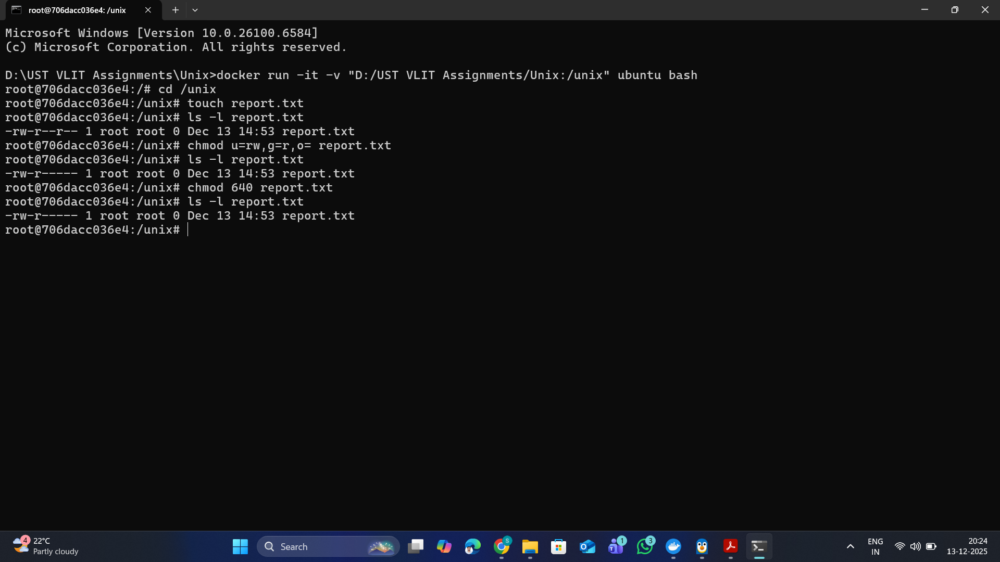 root@706dacc036e4: /unix
Microsoft Windows [Version 10.0.26100.6584]
(c) Microsoft Corporation. All rights reserved.
D:\UST VLIT Assignments\Unix>docker run -it -v "D:/UST VLIT Assignments/Unix:/unix" ubuntu bash
root@706dacc036e4:/# cd /unix
root@706dacc036e4:/unix# touch report.txt
root@706dacc036e4:/unix# ls -l report.txt
-rw-r--r-- 1 root root 0 Dec 13 14:53 report.txt
root@706dacc036e4:/unix# chmod u=rw,g=r,o= report.txt
root@706dacc036e4:/unix# ls -l report.txt
-rw-r----- 1 root root 0 Dec 13 14:53 report.txt
root@706dacc036e4:/unix# chmod 640 report.txt
root@706dacc036e4:/unix# ls -l report.txt
-rw-r----- 1 root root 0 Dec 13 14:53 report.txt
root@706dacc036e4:/unix#
4
22°C
Partly cloudy
Search
S
1
3
ENG
IN
20:24
13-12-2025